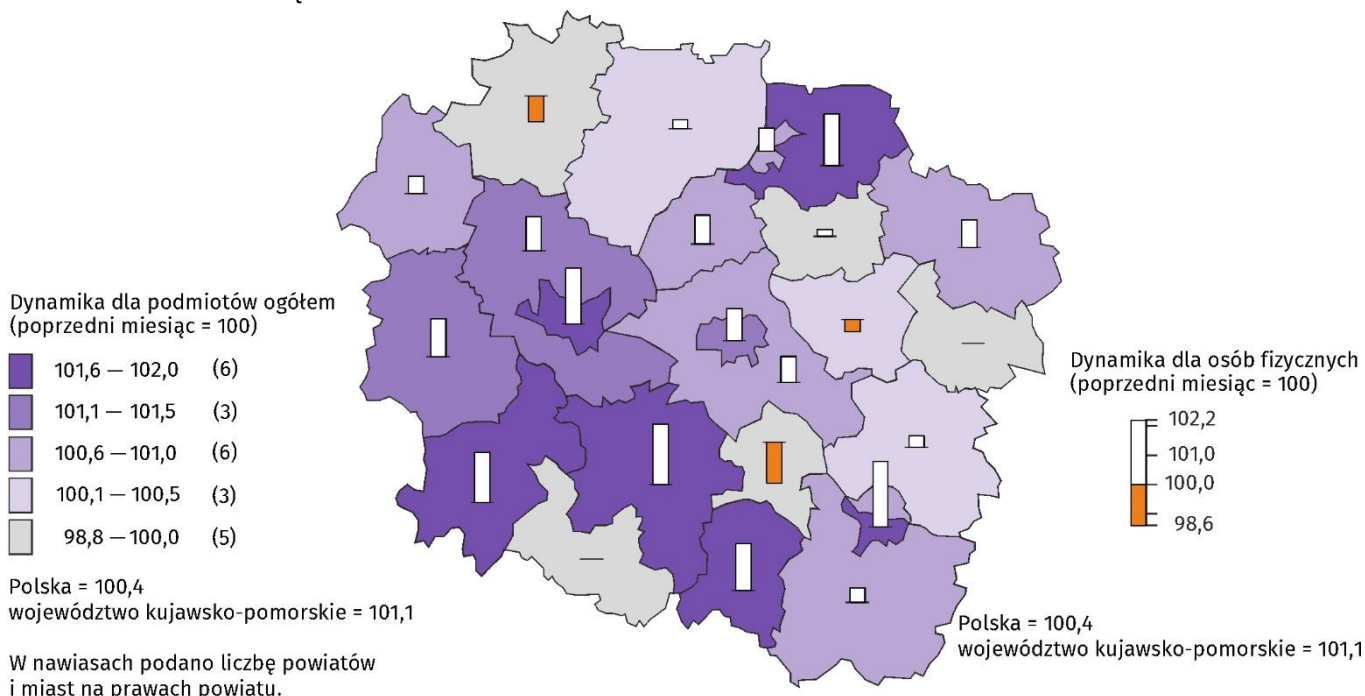 Dynamika dla podmiotów ogółem
(poprzedni miesiąc = 100)
101,6 — 102,0 (6)
101,1 — 101,5 (3)
100,6 — 101,0 (6)
100,1 — 100,5 (3)
98,8 — 100,0 (5)
Polska = 100,4
województwo kujawsko-pomorskie = 101,1
W nawiasach podano liczbę powiatów
i miast na prawach powiatu.
Dynamika dla osób fizycznych
(poprzedni miesiąc = 100)
102,2
101,0
100,0
98,6
Polska = 100,4
województwo kujawsko-pomorskie = 101,1